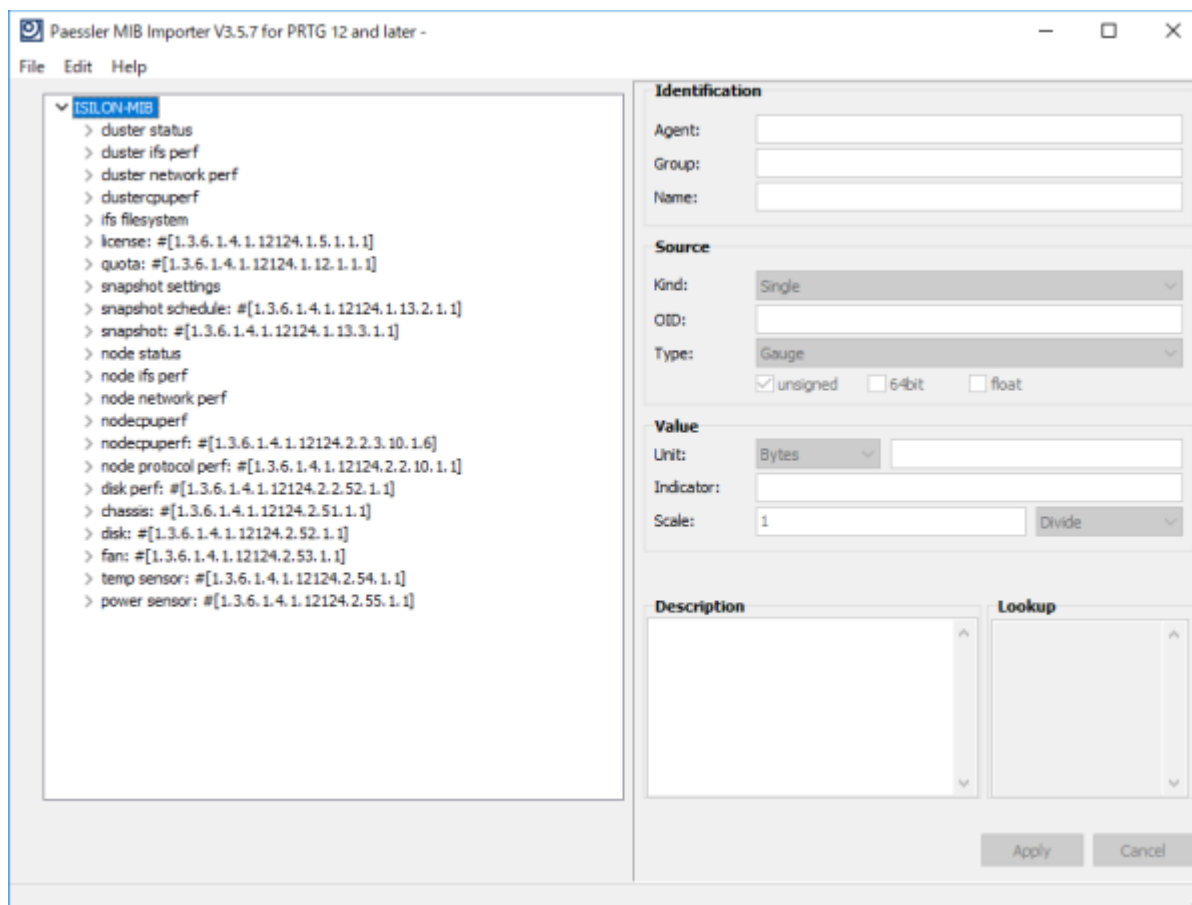 Paessler MIB Importer V3.5.7 for PRTG 12 and later -
File Edit Help
ISILON-MIB
cluster status
cluster ifs perf
cluster network perf
clustercpuperf
ifs filesystem
license: #[1.3.6.1.4.1.12124.1.5.1.1.1]
quota: #[1.3.6.1.4.1.12124.1.12.1.1.1]
snapshot settings
snapshot schedule: #[1.3.6.1.4.1.12124.1.13.2.1.1]
snapshot: #[1.3.6.1.4.1.12124.1.13.3.1.1]
node status
node ifs perf
node network perf
nodecpuperf
nodecpuperf: #[1.3.6.1.4.1.12124.2.2.3.10.1.6]
node protocol perf: #[1.3.6.1.4.1.12124.2.2.10.1.1]
disk perf: #[1.3.6.1.4.1.12124.2.2.52.1.1]
chassis: #[1.3.6.1.4.1.12124.2.51.1.1]
disk: #[1.3.6.1.4.1.12124.2.52.1.1]
fan: #[1.3.6.1.4.1.12124.2.53.1.1]
temp sensor: #[1.3.6.1.4.1.12124.2.54.1.1]
power sensor: #[1.3.6.1.4.1.12124.2.55.1.1]
Identification
Agent:
Group:
Name:
Source
Kind: Single
OID:
Type: Gauge
unsigned 64bit float
Value
Unit: Bytes
Indicator:
Scale: 1 Divide
Description Lookup
Apply Cancel